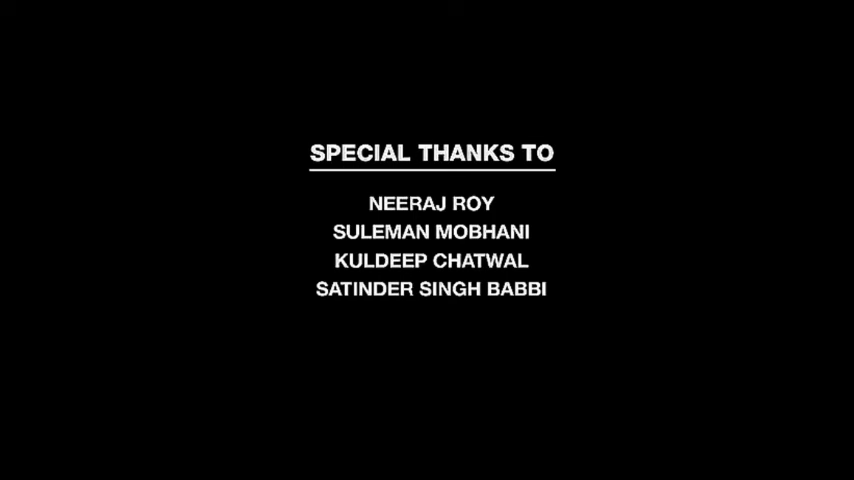 SPECIAL THANKS TO
NEERAJ ROY
SULEMAN MOBHANI
KULDEEP CHATWAL
SATINDER SINGH BABBI